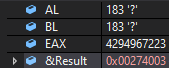 AL 183 '?'
BL 183 '?'
EAX 4294967223
&Result 0x00274003